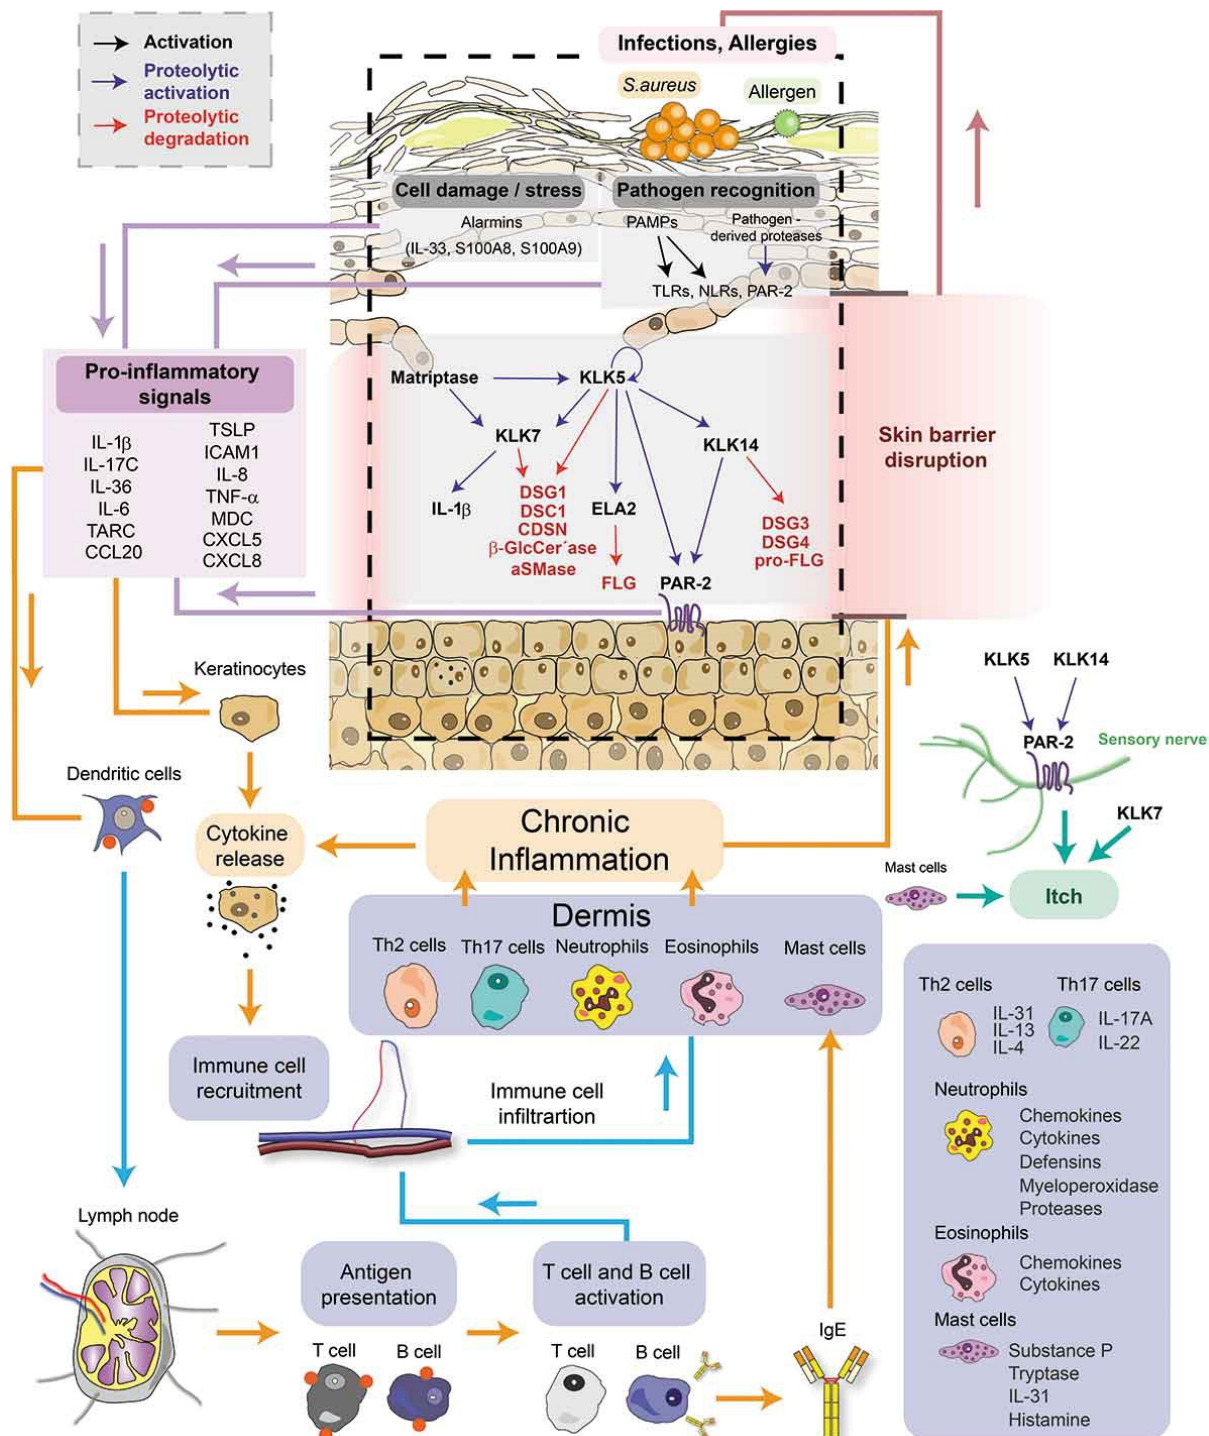 Activation
Proteolytic
activation
Proteolytic
degradation
Infections, Allergies
S.aureus
Allergen
Cell damage / stress
Pathogen recognition
Alarmins
(IL-33, S100A8, S100A9)
PAMPs
Pathogen -
derived proteases
TLRs, NLRs, PAR-2
Pro-inflammatory
signals
IL-1β
IL-17C
IL-36
IL-6
TARC
CCL20
TSLP
ICAM1
IL-8
TNF-α
MDC
CXCL5
CXCL8
Matriptase
KLK5
KLK7
KLK14
IL-1β
DSG1
DSC1
CDSN
β-GlcCer´ase
aSMase
ELA2
FLG
PAR-2
DSG3
DSG4
pro-FLG
Skin barrier
disruption
Keratinocytes
Dendritic cells
Cytokine
release
Chronic
Inflammation
KLK5
KLK14
PAR-2
Sensory nerve
KLK7
Mast cells
Itch
Dermis
Th2 cells
Th17 cells
Neutrophils
Eosinophils
Mast cells
Immune cell
recruitment
Immune cell
infiltrartion
Lymph node
Antigen
presentation
T cell
B cell
T cell and B cell
activation
T cell
B cell
IgE
Th2 cells
IL-31
IL-13
IL-4
Th17 cells
IL-17A
IL-22
Neutrophils
Chemokines
Cytokines
Defensins
Myeloperoxidase
Proteases
Eosinophils
Chemokines
Cytokines
Mast cells
Substance P
Tryptase
IL-31
Histamine